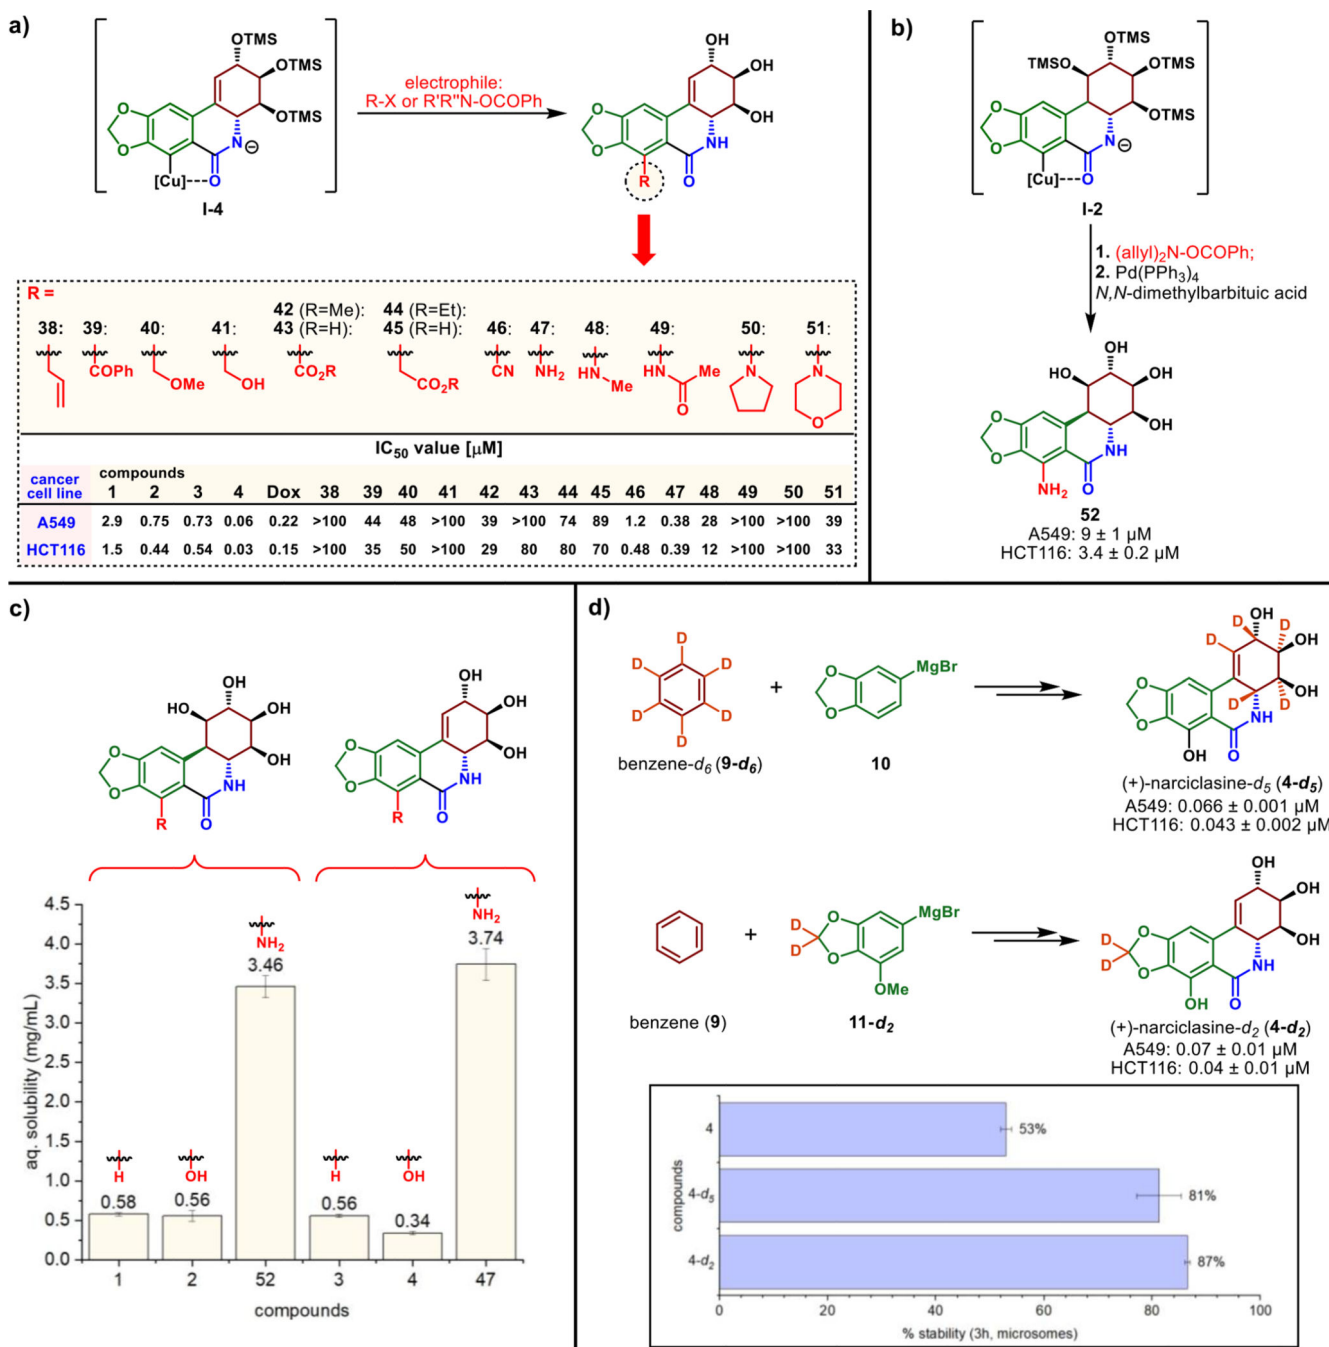 a)
OTMS
OTMS
OTMS
O
O
N
⊖
[Cu]---O
I-4
electrophile:
R-X or R'R"N-OCOPh
OH
OH
OH
O
O
NH
R
O
R =
38:
39:
40:
41:
42 (R=Me):
43 (R=H):
44 (R=Et):
45 (R=H):
46:
47:
48:
49:
50:
51:
COPh
OMe
OH
CO2R
CO2R
CN
NH2
HN
Me
HN
Me
O
N
N
O
IC50 value [µM]
cancer cell line
compounds
1 2 3 4 Dox 38 39 40 41 42 43 44 45 46 47 48 49 50 51
A549 2.9 0.75 0.73 0.06 0.22 >100 44 48 >100 39 >100 74 89 1.2 0.38 28 >100 >100 39
HCT116 1.5 0.44 0.54 0.03 0.15 >100 35 50 >100 29 80 80 70 0.48 0.39 12 >100 >100 33
b)
OTMS
TMSO
OTMS
OTMS
O
O
N
⊖
[Cu]---O
I-2
1. (allyl)2N-OCOPh;
2. Pd(PPh3)4
N,N-dimethylbarbituic acid
OH
HO
OH
OH
O
O
NH
NH2
O
52
A549: 9 ± 1 µM
HCT116: 3.4 ± 0.2 µM
c)
OH
HO
OH
OH
O
O
NH
R
O
OH
OH
OH
O
O
NH
R
O
aq. solubility (mg/mL)
4.5
4.0
3.5
3.0
2.5
2.0
1.5
1.0
0.5
0.0
H
0.58
OH
0.56
NH2
3.46
H
0.56
OH
0.34
NH2
3.74
1 2 52 3 4 47
compounds
d)
D
D
D
D
D
D
benzene-d6 (9-d6)
+
O
O
MgBr
10
OH
D
D
D
OH
OH
D
D
O
O
NH
OH
O
(+)-narciclasine-d5 (4-d5)
A549: 0.066 ± 0.001 µM
HCT116: 0.043 ± 0.002 µM
benzene (9)
+
D
D
O
O
MgBr
OMe
11-d2
OH
OH
OH
D
D
O
O
NH
OH
O
(+)-narciclasine-d2 (4-d2)
A549: 0.07 ± 0.01 µM
HCT116: 0.04 ± 0.01 µM
compounds
4
53%
4-d5
81%
4-d2
87%
0 20 40 60 80 100
% stability (3h, microsomes)